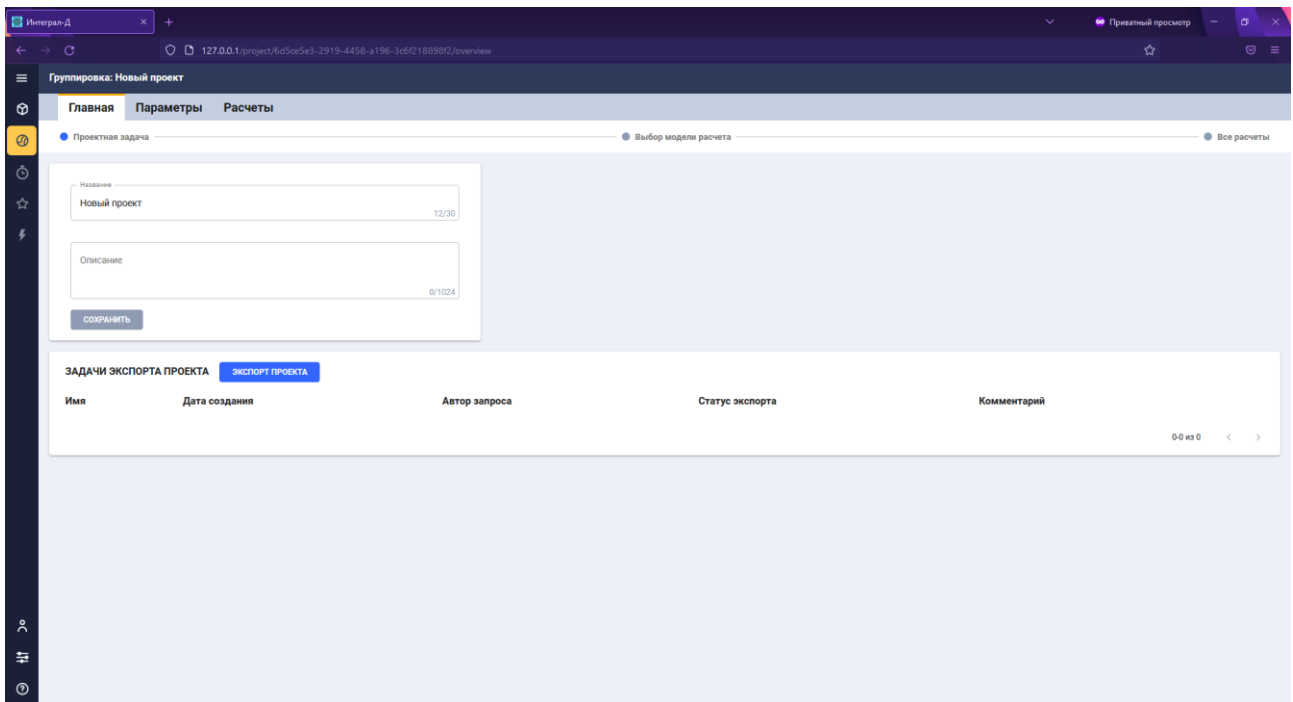 Интеграл-Д
Приватный просмотр
127.0.0.1/project/6d5ce5e3-2919-4458-a196-3c6f218898f2/overview
Группировка: Новый проект
Главная Параметры Расчеты
Проектная задача Выбор модели расчета Все расчеты
Название
Новый проект
12/30
Описание
0/1024
СОХРАНИТЬ
ЗАДАЧИ ЭКСПОРТА ПРОЕКТА ЭКСПОРТ ПРОЕКТА
Имя Дата создания Автор запроса Статус экспорта Комментарий
0-0 из 0